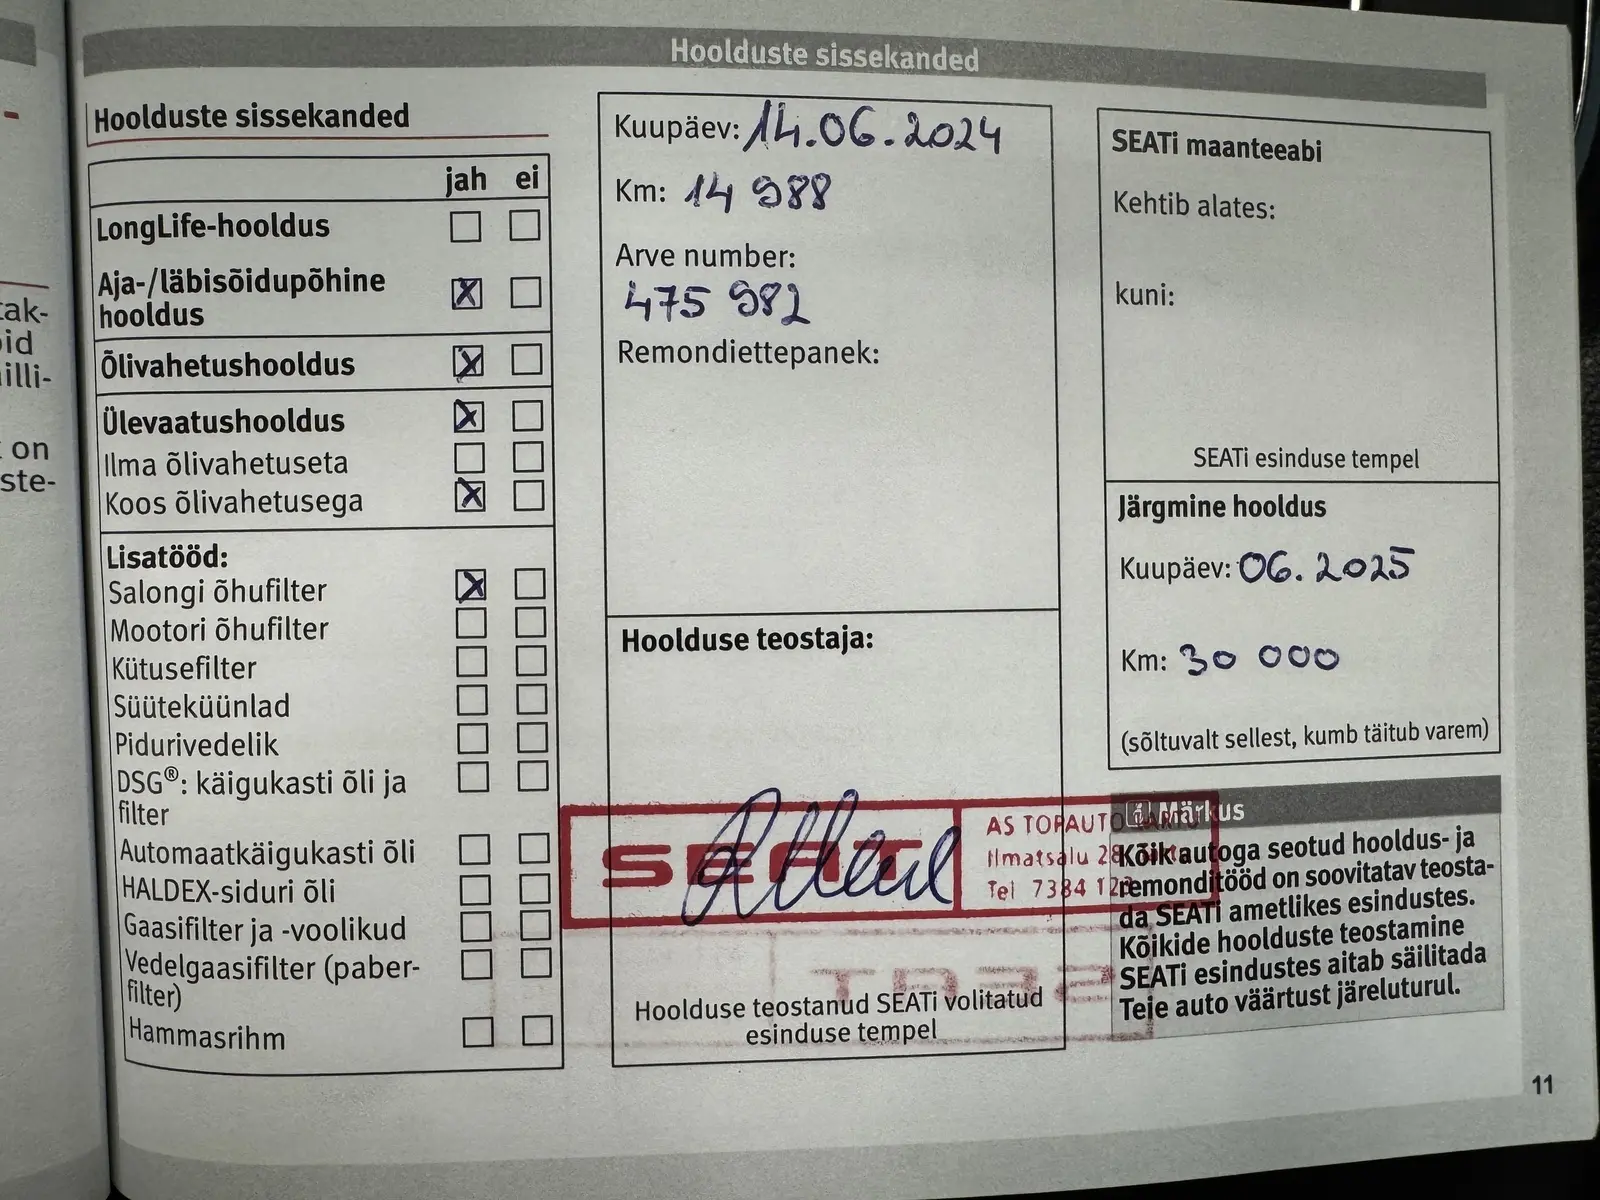 Hoolduste sissekanded
Hoolduste sissekanded
jah ei
LongLife-hooldus
Aja-/läbisõidupõhine
hooldus
Õlivahetushooldus
Ülevaatushooldus
Ilma õlivahetuseta
Koos õlivahetusega
Lisatööd:
Salongi õhufilter
Mootori õhufilter
Kütusefilter
Süüteküünlad
Pidurivedelik
DSG®: käigukasti õli ja
filter
Automaatkäigukasti õli
HALDEX-siduri õli
Gaasifilter ja -voolikud
Vedelgaasifilter (paber-
filter)
Hammasrihm
Kuupäev: 14.06.2024
Km: 14 988
Arve number:
475 982
Remondiettepanek:
Hoolduse teostaja:
SEAT
AS TOPAUTO TARTU
Ilmatsalu 28
Tel 7384 12
Hoolduse teostanud SEATi volitatud
esinduse tempel
SEATi maanteeabi
Kehtib alates:
kuni:
SEATi esinduse tempel
Järgmine hooldus
Kuupäev: 06.2025
Km: 30 000
(sõltuvalt sellest, kumb täitub varem)
Märkus
Kõik autoga seotud hooldus- ja
remonditööd on soovitatav teosta-
da SEATi ametlikes esindustes.
Kõikide hoolduste teostamine
SEATi esindustes aitab säilitada
Teie auto väärtust järeluturul.
11
tak-
oid
milli-
on
ste-